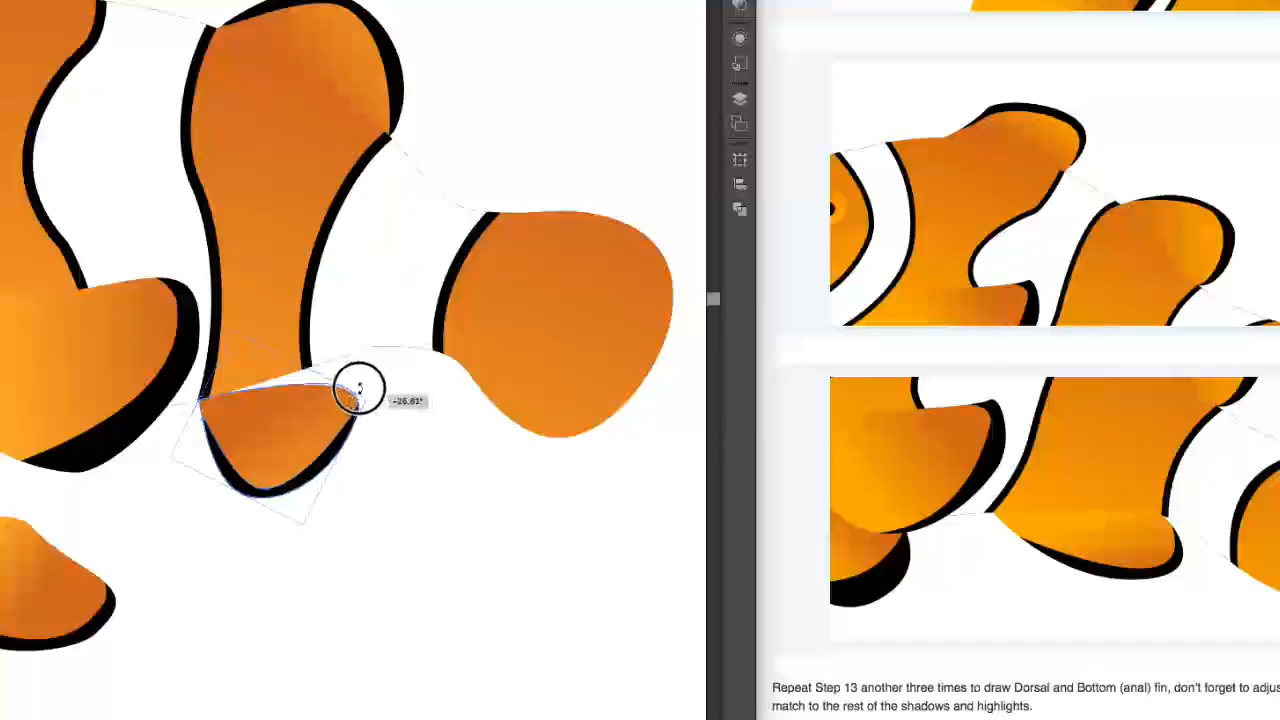 -26.61°
Repeat Step 13 another three times to draw Dorsal and Bottom (anal) fin, don't forget to adjus
match to the rest of the shadows and highlights.